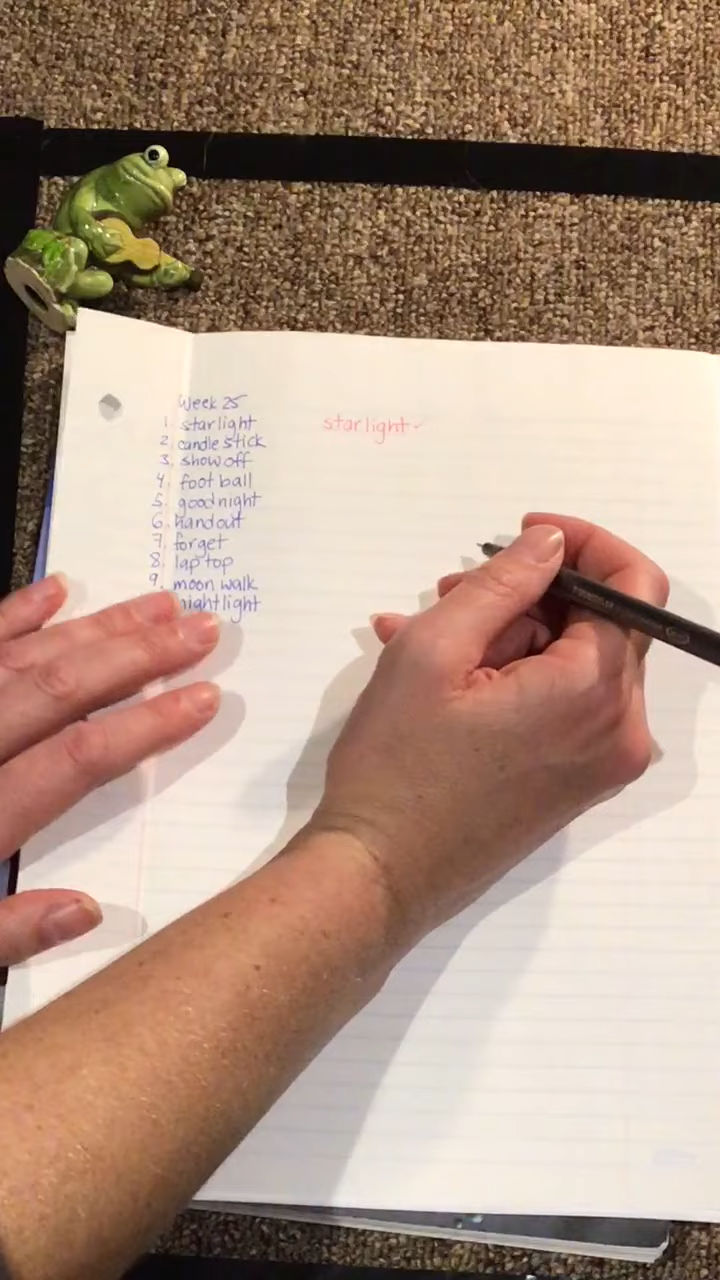 Week 25
1. starlight starlight
2. candle stick
3. show off
4. foot ball
5. goodnight
6. handout
7. forget
8. lap top
9. moon walk
nightlight